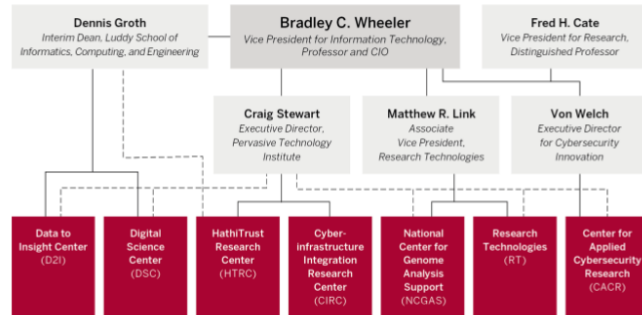 Dennis Groth
Interim Dean, Luddy School of
Informatics, Computing, and Engineering
Bradley C. Wheeler
Vice President for Information Technology,
Professor and CIO
Fred H. Cate
Vice President for Research,
Distinguished Professor
Craig Stewart
Executive Director,
Pervasive Technology
Institute
Matthew R. Link
Associate
Vice President,
Research Technologies
Von Welch
Executive Director
for Cybersecurity
Innovation
Data to
Insight Center
(D2I)
Digital
Science
Center
(DSC)
HathiTrust
Research
Center
(HTRC)
Cyber-
infrastructure
Integration
Research
Center
(CIRC)
National
Center for
Genome
Analysis
Support
(NCGAS)
Research
Technologies
(RT)
Center for
Applied
Cybersecurity
Research
(CACR)